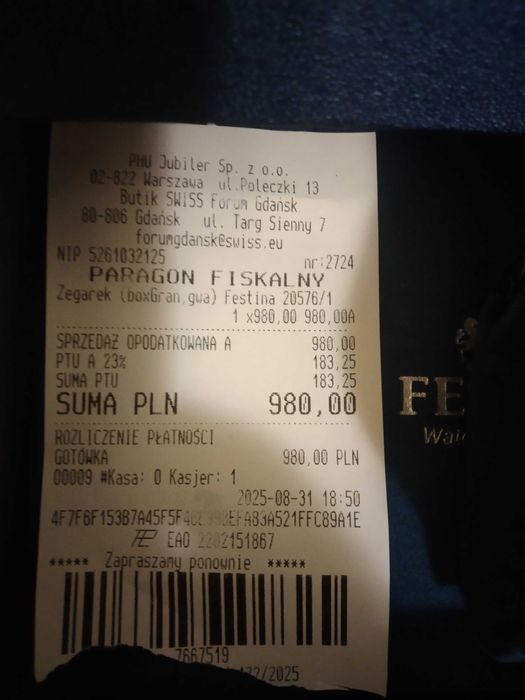 PHU Jubiler Sp. z o.o.
02-822 Warszawa ul.Poleczki 13
Butik SWISS Forum Gdańsk
80-806 Gdańsk ul. Targ Sienny 7
forumgdansk@swiss.eu
NIP 5261032125 nr:2724
PARAGON FISKALNY
Zegarek (boxGran,gwa) Festina 20576/1
1 x980,00 980,00A
SPRZEDAŻ OPODATKOWANA A 980,00
PTU A 23% 183,25
SUMA PTU 183,25
SUMA PLN 980,00
ROZLICZENIE PŁATNOŚCI
GOTÓWKA 980,00 PLN
00009 #Kasa: 0 Kasjer: 1
2025-08-31 18:50
EAO 2202151867
***** Zapraszamy ponownie *****
7667519
/2025
FE